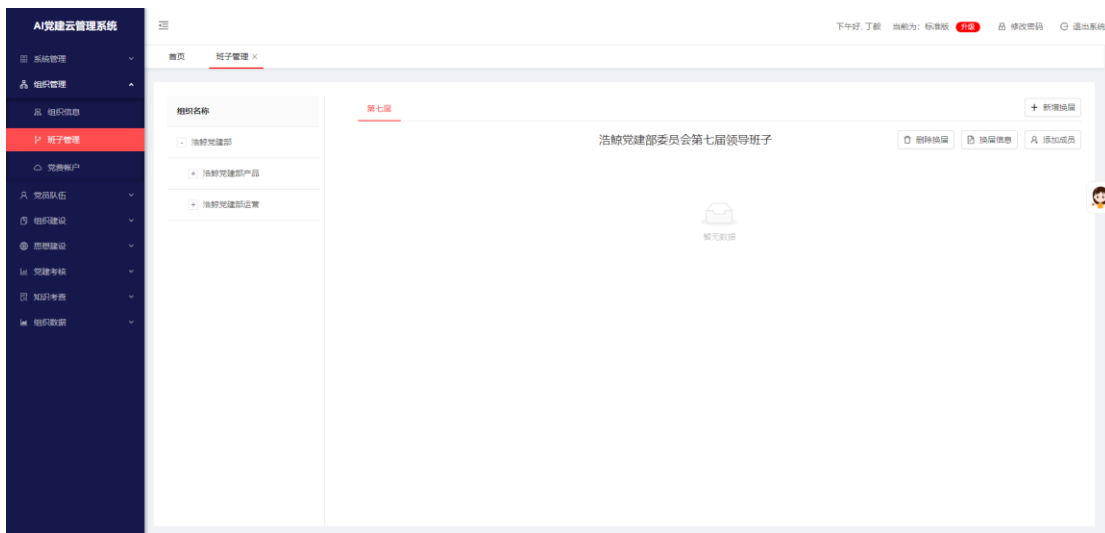 AI党建云管理系统
下午好, 丁毅 当前为：标准版 升级 修改密码 退出系统
系统管理
首页 班子管理 ×
组织管理
组织信息
班子管理
党费帐户
党员队伍
组织建设
思想建设
党建考核
知识考查
组织数据
组织名称
- 浩鲸党建部
+ 浩鲸党建部产品
+ 浩鲸党建部运营
第七届
+ 新增换届
浩鲸党建部委员会第七届领导班子
删除换届 换届信息 添加成员
暂无数据